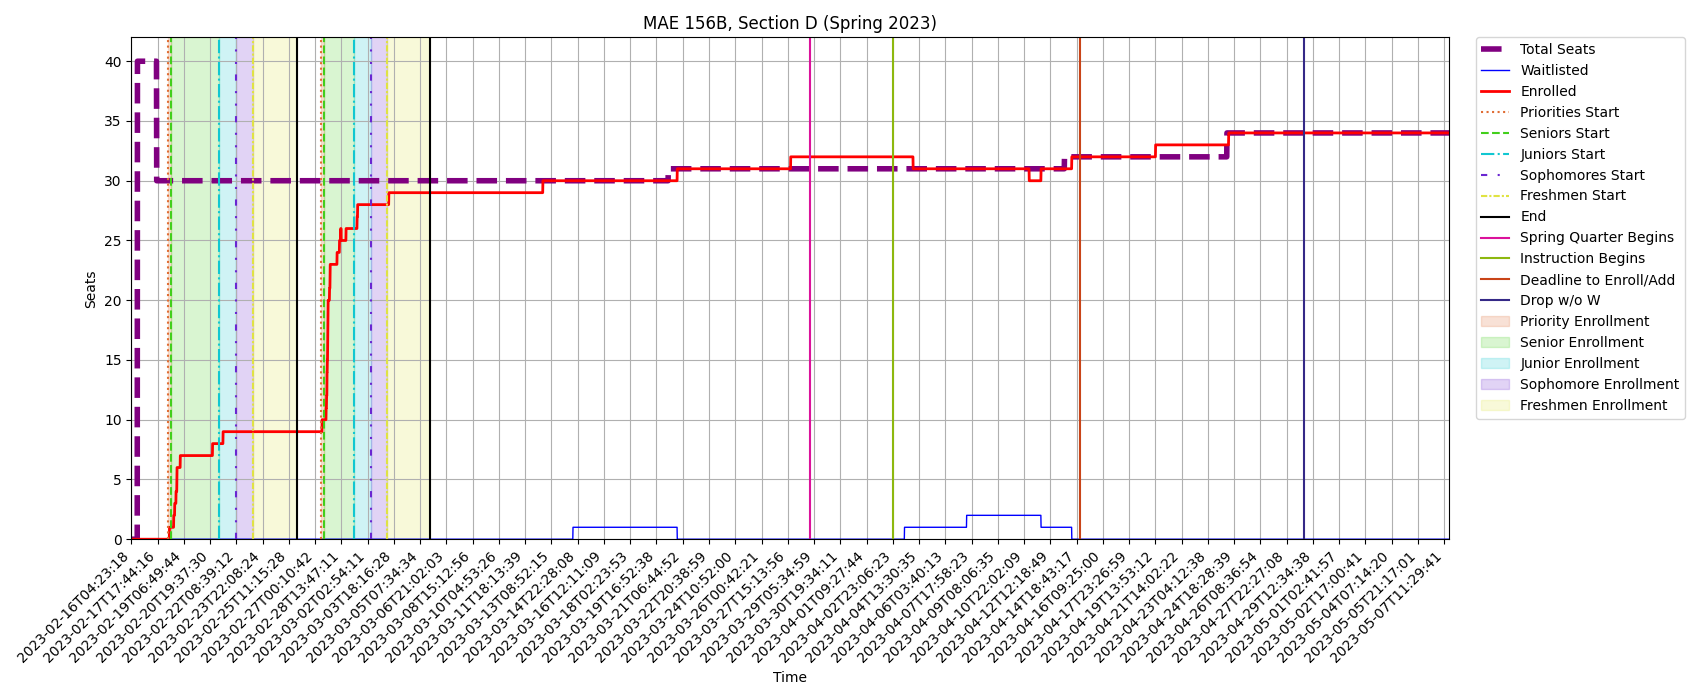 MAE 156B, Section D (Spring 2023)
Seats
40
35
30
25
20
15
10
5
0
2023-02-16T04:23:18
2023-02-17T17:44:16
2023-02-19T06:49:44
2023-02-20T19:37:30
2023-02-22T08:39:12
2023-02-23T22:08:24
2023-02-25T11:15:28
2023-02-27T00:10:42
2023-02-28T13:47:11
2023-03-02T02:54:11
2023-03-03T18:16:28
2023-03-05T07:34:34
2023-03-06T21:02:03
2023-03-08T15:12:56
2023-03-10T04:53:26
2023-03-11T18:13:39
2023-03-13T08:52:15
2023-03-14T22:28:08
2023-03-16T12:11:09
2023-03-18T02:23:53
2023-03-19T16:52:38
2023-03-21T06:44:52
2023-03-22T20:38:59
2023-03-24T10:52:00
2023-03-26T00:42:21
2023-03-27T15:13:56
2023-03-29T05:34:59
2023-03-30T19:34:11
2023-04-01T09:27:44
2023-04-02T23:06:23
2023-04-04T13:30:35
2023-04-06T03:40:13
2023-04-07T17:58:23
2023-04-09T08:06:35
2023-04-10T22:02:09
2023-04-12T12:18:49
2023-04-14T18:43:17
2023-04-16T09:25:00
2023-04-17T23:26:59
2023-04-19T13:53:12
2023-04-21T14:02:22
2023-04-23T04:12:38
2023-04-24T18:28:39
2023-04-26T08:36:54
2023-04-27T22:27:08
2023-04-29T12:34:38
2023-05-01T02:41:57
2023-05-02T17:00:41
2023-05-04T07:14:20
2023-05-05T21:17:01
2023-05-07T11:29:41
Time
Total Seats
Waitlisted
Enrolled
Priorities Start
Seniors Start
Juniors Start
Sophomores Start
Freshmen Start
End
Spring Quarter Begins
Instruction Begins
Deadline to Enroll/Add
Drop w/o W
Priority Enrollment
Senior Enrollment
Junior Enrollment
Sophomore Enrollment
Freshmen Enrollment